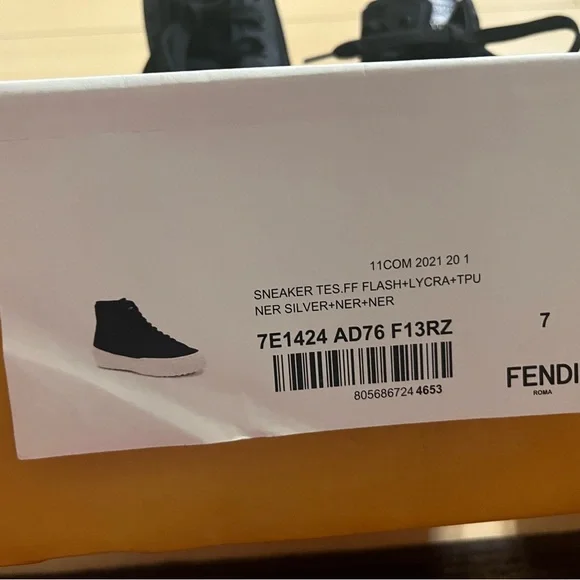 11COM 2021 20 1
SNEAKER TES.FF FLASH+LYCRA+TPU
NER SILVER+NER+NER
7E1424 AD76 F13RZ
7
805686724 4653
FENDI
ROMA